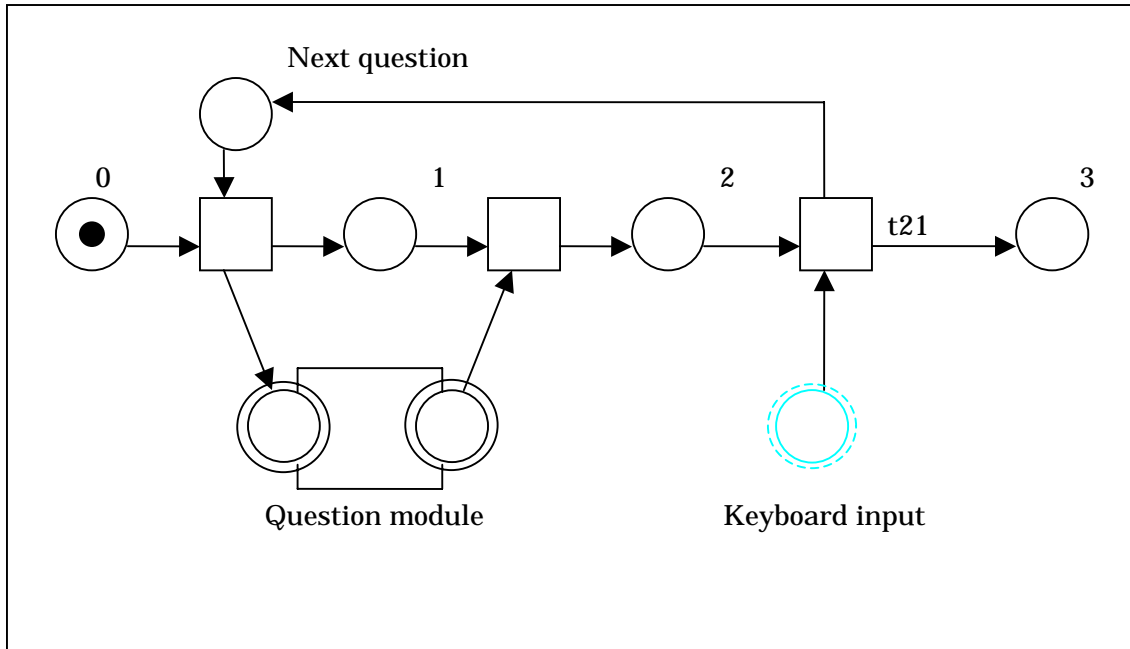 Next question
0
1
2
3
t21
Question module
Keyboard input